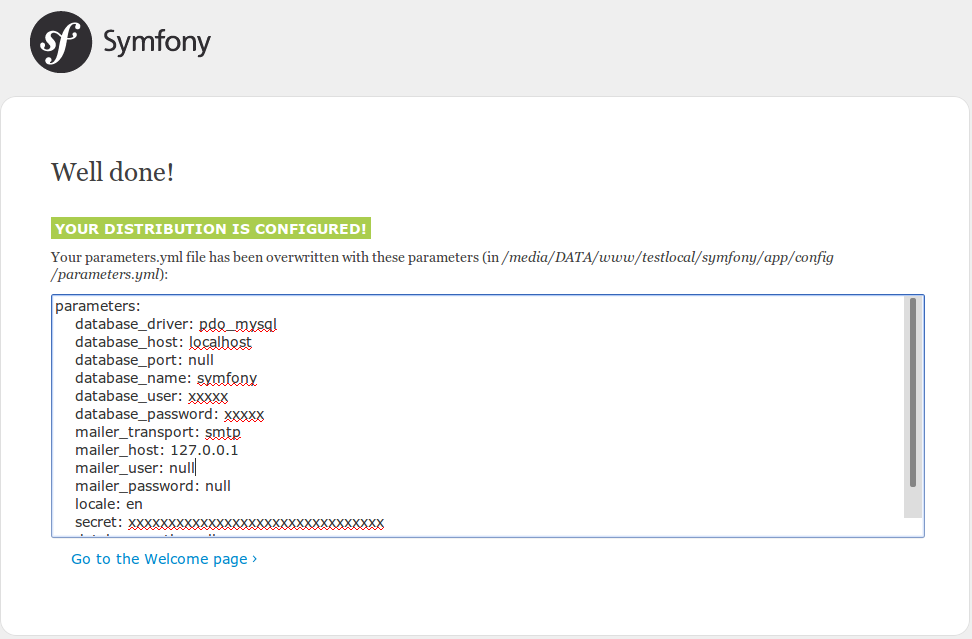 sf Symfony
Well done!
YOUR DISTRIBUTION IS CONFIGURED!
Your parameters.yml file has been overwritten with these parameters (in /media/DATA/www/testlocal/symfony/app/config
/parameters.yml):
parameters:
database_driver: pdo_mysql
database_host: localhost
database_port: null
database_name: symfony
database_user: xxxxx
database_password: xxxxx
mailer_transport: smtp
mailer_host: 127.0.0.1
mailer_user: null
mailer_password: null
locale: en
secret: xxxxxxxxxxxxxxxxxxxxxxxxxxxxxxxx
Go to the Welcome page ›